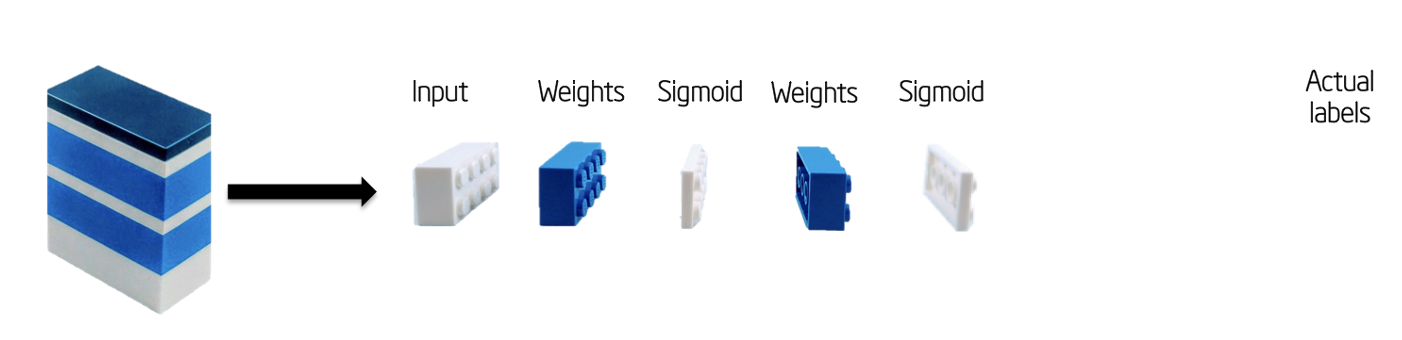 Input
Weights
Sigmoid
Weights
Sigmoid
Actual
labels